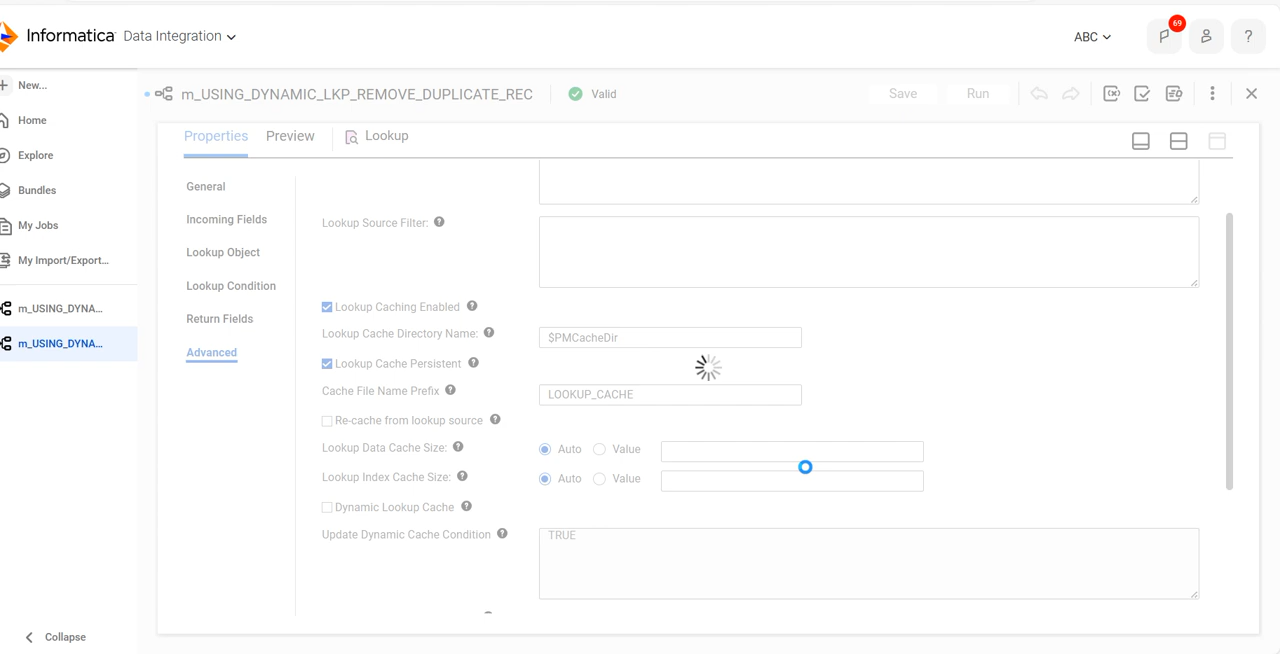 Informatica Data Integration
ABC
69
?
New...
Home
Explore
Bundles
My Jobs
My Import/Export...
m_USING_DYNA...
m_USING_DYNA...
Collapse
m_USING_DYNAMIC_LKP_REMOVE_DUPLICATE_REC
Valid
Save
Run
Properties
Preview
Lookup
General
Incoming Fields
Lookup Object
Lookup Condition
Return Fields
Advanced
Lookup Source Filter: ?
Lookup Caching Enabled ?
Lookup Cache Directory Name: ? $PMCacheDir
Lookup Cache Persistent ?
Cache File Name Prefix ? LOOKUP_CACHE
Re-cache from lookup source ?
Lookup Data Cache Size: ? Auto Value
Lookup Index Cache Size: ? Auto Value
Dynamic Lookup Cache ?
Update Dynamic Cache Condition ? TRUE